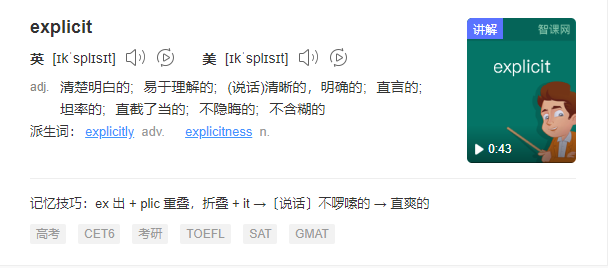 explicit
英 [ɪkˈsplɪsɪt] 美 [ɪkˈsplɪsɪt]
adj. 清楚明白的；易于理解的；(说话)清晰的，明确的；直言的；
坦率的；直截了当的；不隐晦的；不含糊的
派生词： explicitly adv. explicitness n.
讲解 智课网
explicit
0:43
记忆技巧：ex 出 + plic 重叠，折叠 + it →〔说话〕不啰嗦的 → 直爽的
高考 CET6 考研 TOEFL SAT GMAT